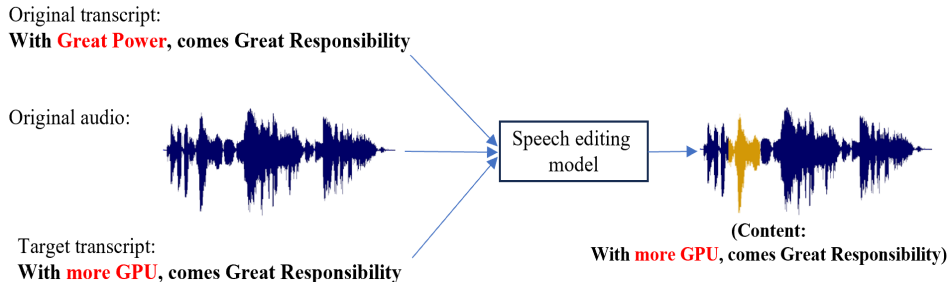 Original transcript:
With Great Power, comes Great Responsibility
Original audio:
Speech editing
model
Target transcript:
With more GPU, comes Great Responsibility
(Content:
With more GPU, comes Great Responsibility)